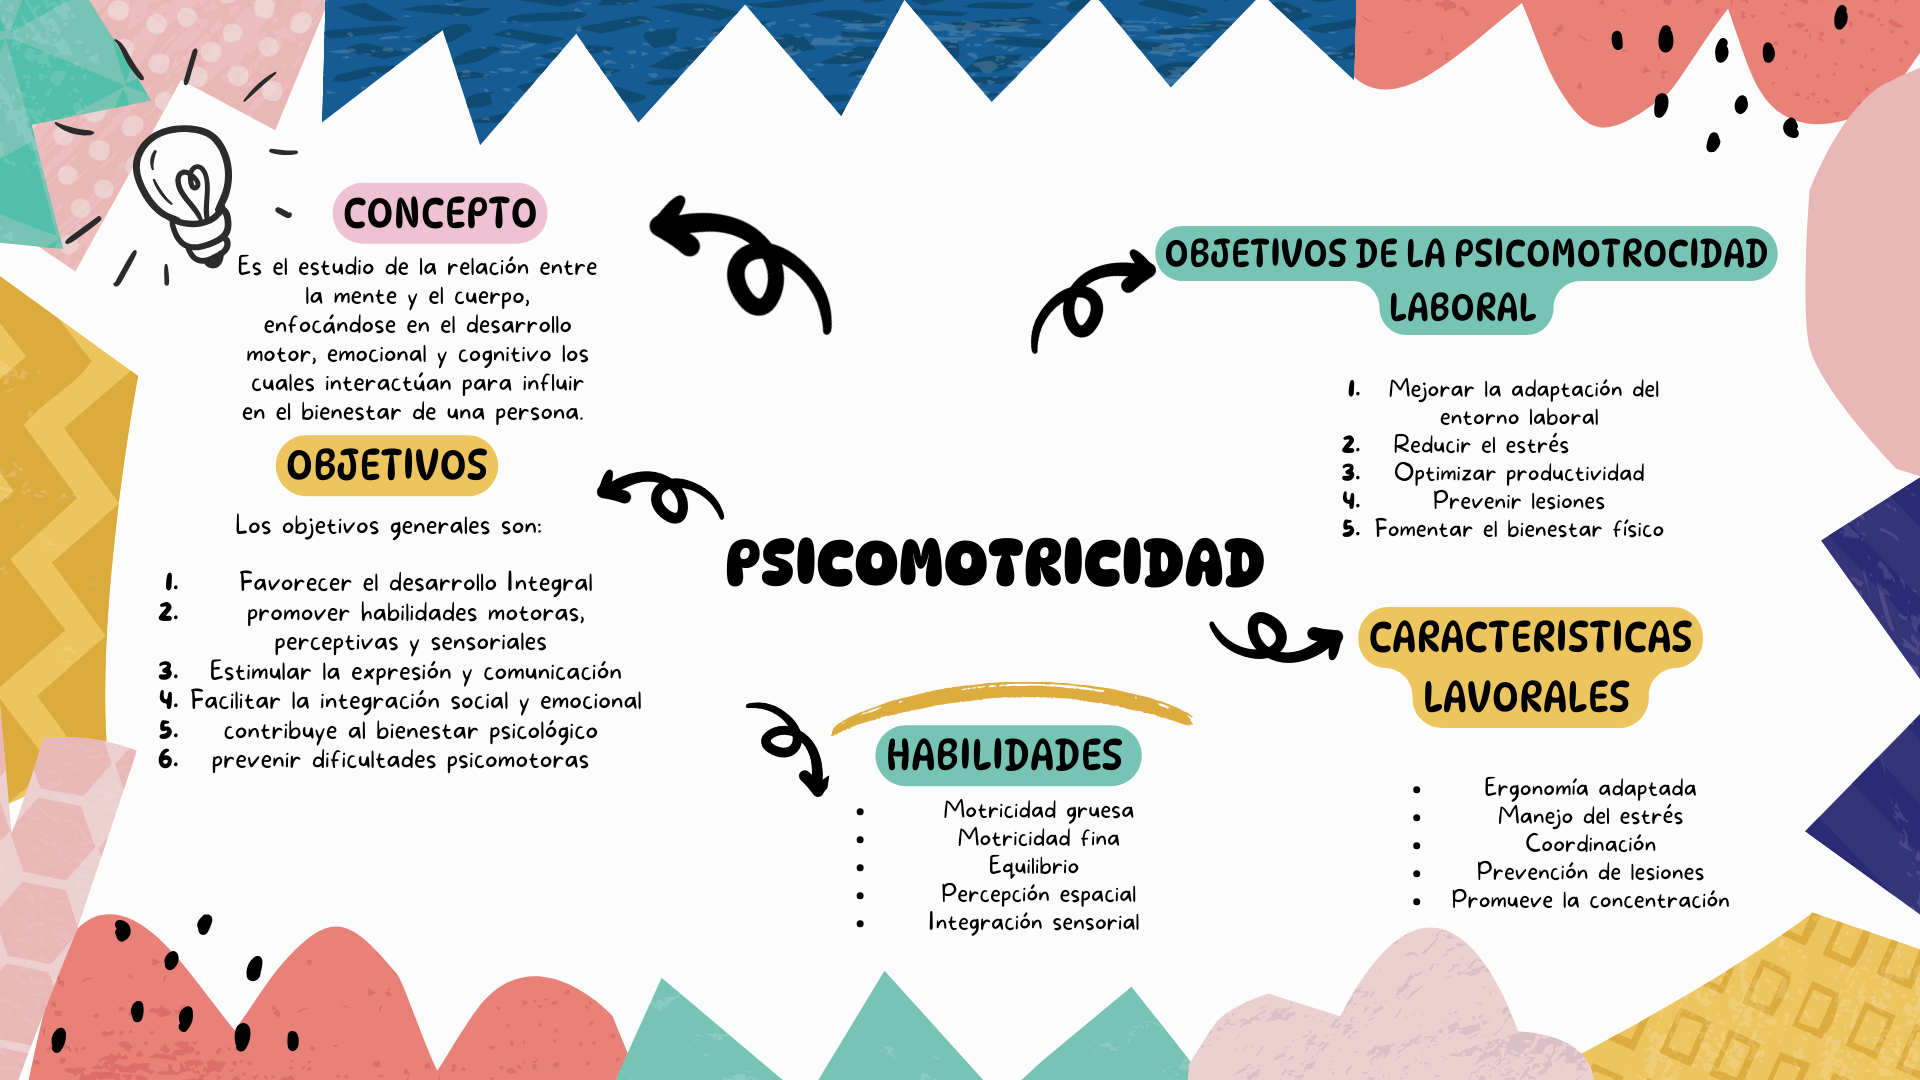 CONCEPTO
Es el estudio de la relación entre
la mente y el cuerpo,
enfocándose en el desarrollo
motor, emocional y cognitivo los
cuales interactúan para influir
en el bienestar de una persona.
OBJETIVOS
Los objetivos generales son:
1. Favorecer el desarrollo Integral
2. promover habilidades motoras,
perceptivas y sensoriales
3. Estimular la expresión y comunicación
4. Facilitar la integración social y emocional
5. contribuye al bienestar psicológico
6. prevenir dificultades psicomotoras
PSICOMOTRICIDAD
HABILIDADES
• Motricidad gruesa
• Motricidad fina
• Equilibrio
• Percepción espacial
• Integración sensorial
OBJETIVOS DE LA PSICOMOTROCIDAD
LABORAL
1. Mejorar la adaptación del
entorno laboral
2. Reducir el estrés
3. Optimizar productividad
4. Prevenir lesiones
5. Fomentar el bienestar físico
CARACTERISTICAS
LAVORALES
• Ergonomía adaptada
• Manejo del estrés
• Coordinación
• Prevención de lesiones
• Promueve la concentración